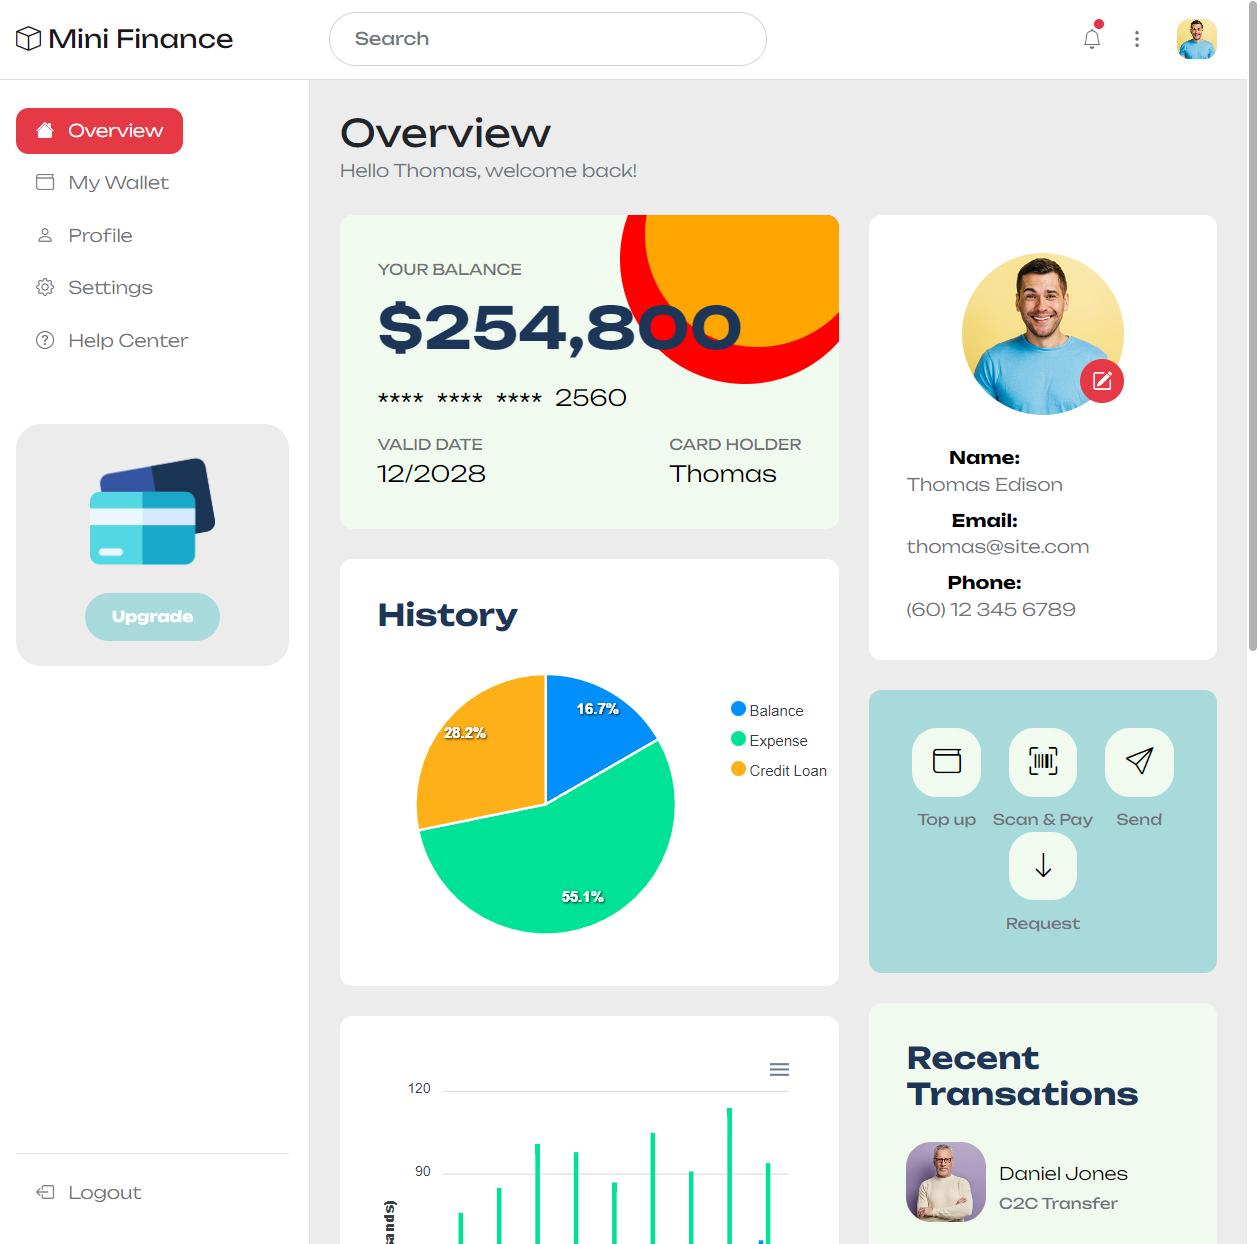 Mini Finance
Search
Overview
My Wallet
Profile
Settings
Help Center
Upgrade
Logout
Overview
Hello Thomas, welcome back!
YOUR BALANCE
$254,800
**** **** **** 2560
VALID DATE
12/2028
CARD HOLDER
Thomas
History
16.7%
28.2%
55.1%
Balance
Expense
Credit Loan
120
90
Name:
Thomas Edison
Email:
thomas@site.com
Phone:
(60) 12 345 6789
Top up
Scan & Pay
Send
Request
Recent
Transations
Daniel Jones
C2C Transfer